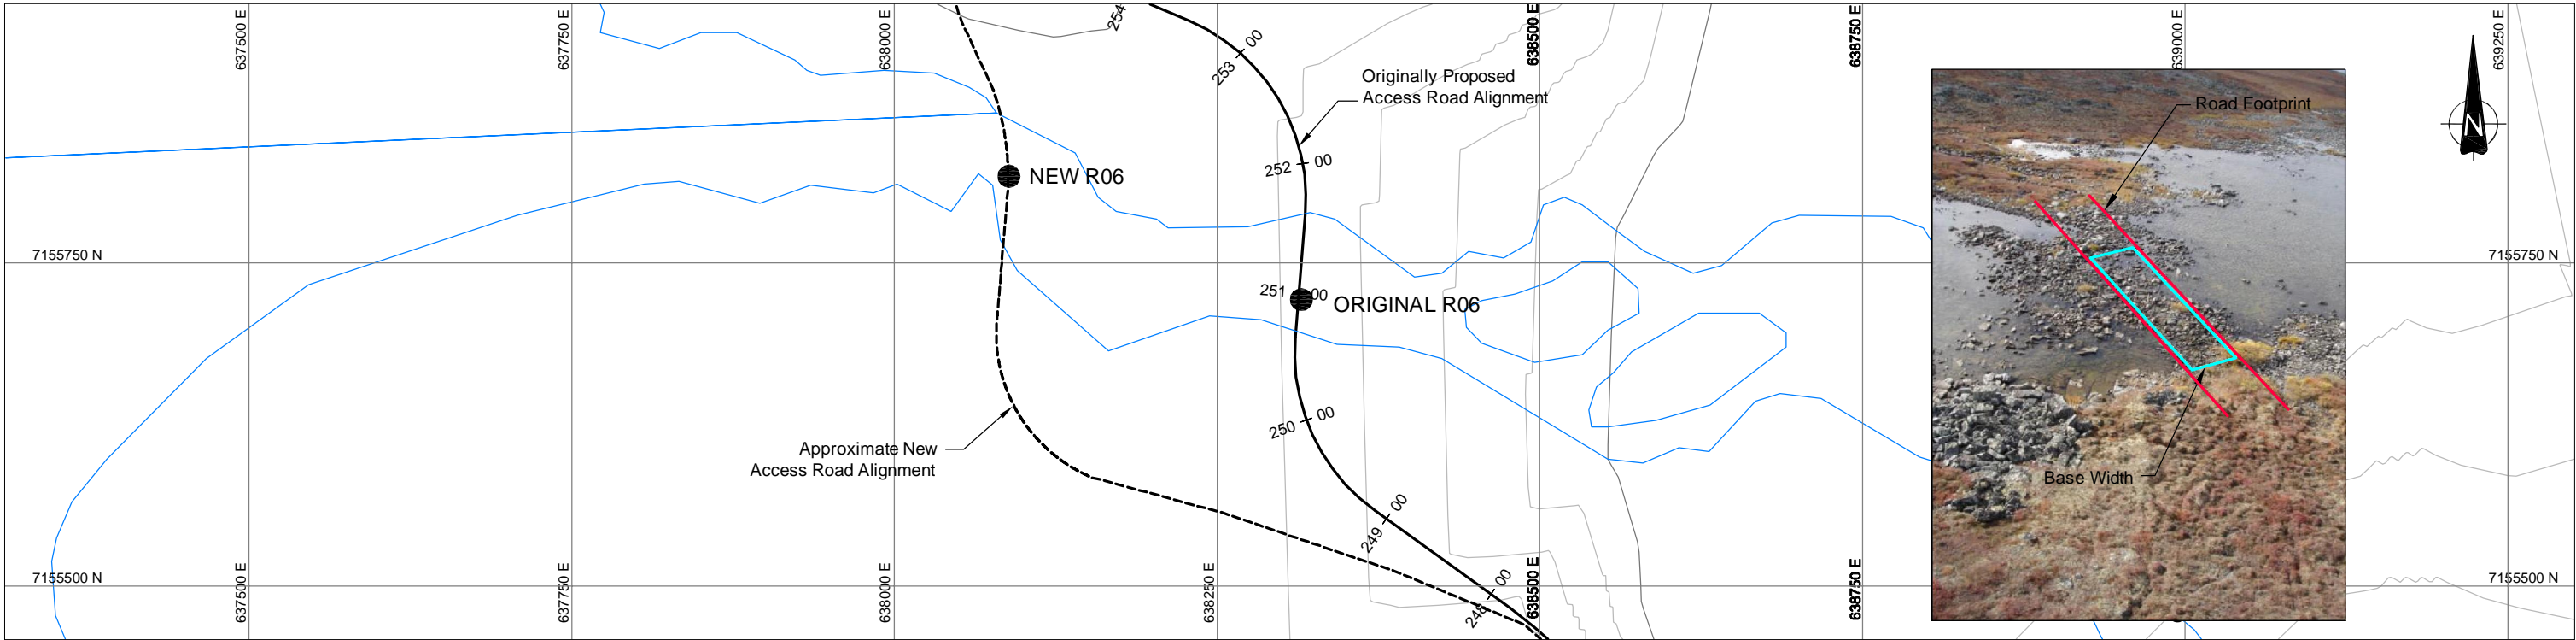 637500 E
637750 E
638000 E
638500 E
638750 E
639000 E
639250 E
254
253 00
Originally Proposed
Access Road Alignment
Road Footprint
N
252 00
NEW R06
7155750 N
7155750 N
251 00
ORIGINAL R06
250 00
Approximate New
Access Road Alignment
Base Width
249 00
248 00
7155500 N
7155500 N
637500 E
637750 E
638000 E
638250 E
638500 E
638750 E